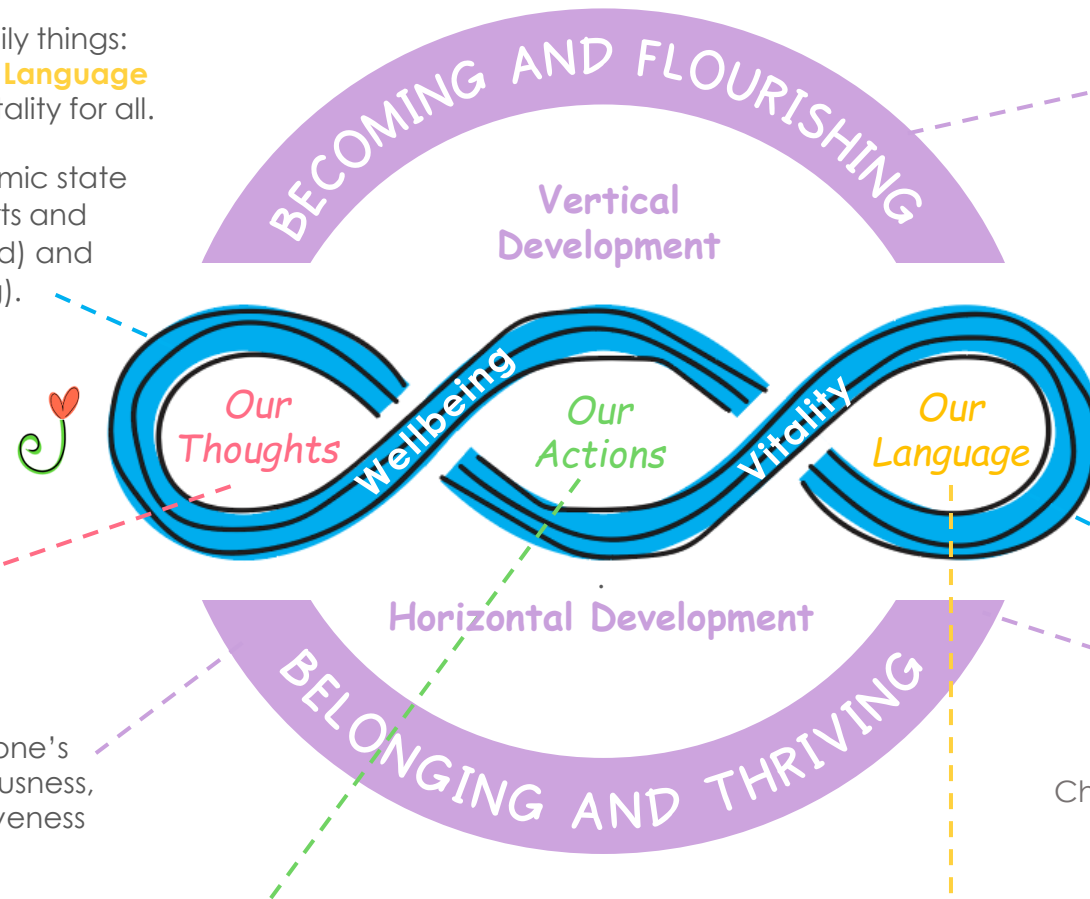 ily things:
Language
tality for all.
mic state
ts and
d) and
g).
BECOMING AND FLOURISHING
Vertical
Development
Our
Thoughts
Wellbeing
Our
Actions
Vitality
Our
Language
Horizontal Development
BELONGING AND THRIVING
one's
usness,
veness
Ch